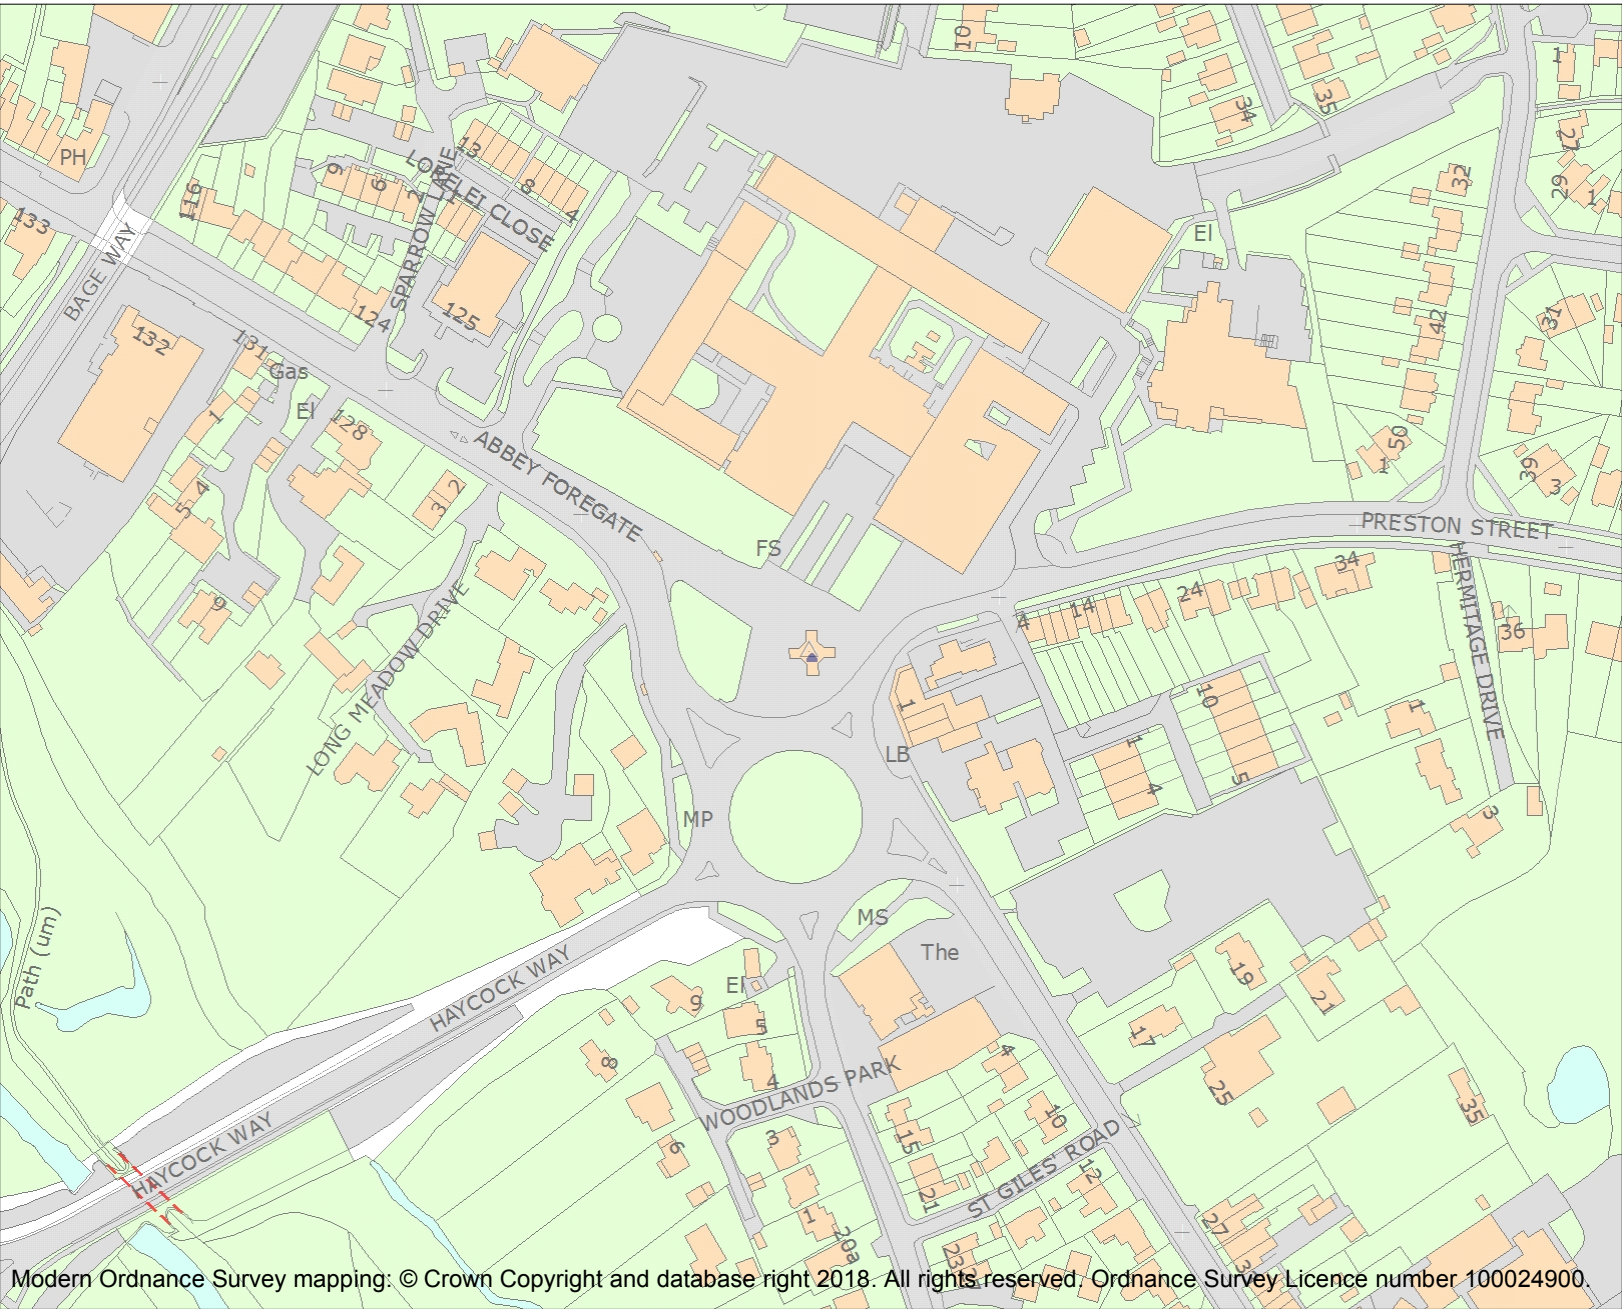 10
1
35
34
27
PH
13
LORELEI CLOSE
9
6
2
8
4
32
29
1
116
133
SPARROW LANE
El
BAGE WAY
124
125
132
131
Gas
31
42
El
1
128
ABBEY FOREGATE
50
1
39
3
2
3
4
5
PRESTON STREET
FS
34
HERMITAGE DRIVE
24
14
4
9
36
LONG MEADOW DRIVE
10
1
1
1
LB
5
4
MP
3
MS
Path (um)
The
HAYCOCK WAY
El
9
19
21
5
17
4
8
4
WOODLANDS PARK
25
10
35
3
15
6
ST GILES' ROAD
12
HAYCOCK WAY
21
1
27
20a
23
Modern Ordnance Survey mapping: © Crown Copyright and database right 2018. All rights reserved. Ordnance Survey Licence number 100024900.